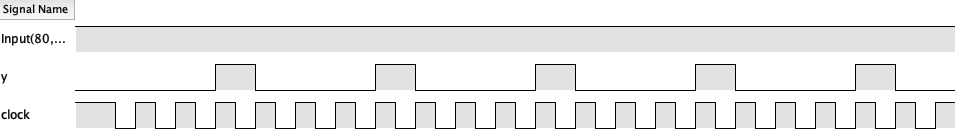 Signal Name
Input(80,...
y
clock